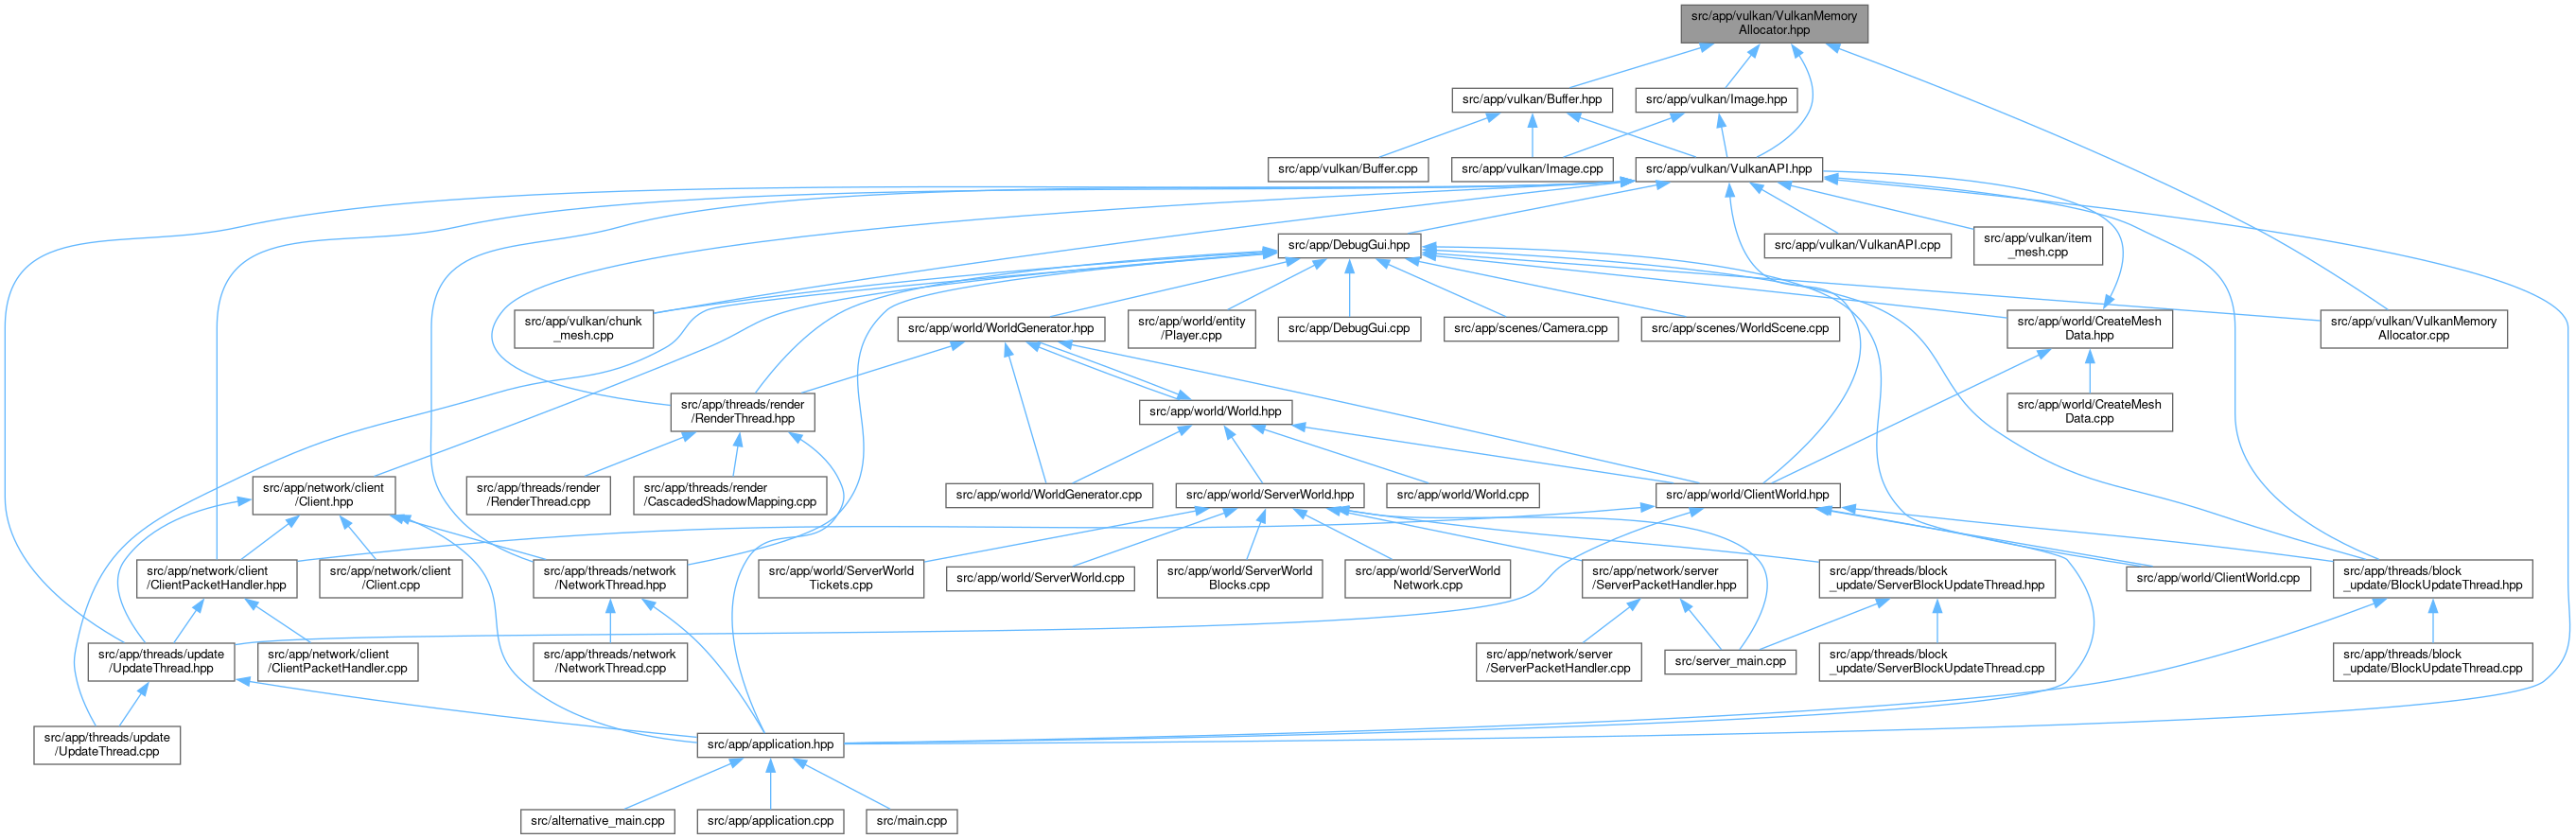 src/app/vulkan/VulkanMemory
Allocator.hpp
src/app/vulkan/Buffer.hpp
src/app/vulkan/Image.hpp
src/app/vulkan/Buffer.cpp
src/app/vulkan/Image.cpp
src/app/vulkan/VulkanAPI.hpp
src/app/DebugGui.hpp
src/app/vulkan/VulkanAPI.cpp
src/app/vulkan/item
_mesh.cpp
src/app/vulkan/chunk
_mesh.cpp
src/app/world/WorldGenerator.hpp
src/app/world/entity
/Player.cpp
src/app/DebugGui.cpp
src/app/scenes/Camera.cpp
src/app/scenes/WorldScene.cpp
src/app/world/CreateMesh
Data.hpp
src/app/vulkan/VulkanMemory
Allocator.cpp
src/app/threads/render
/RenderThread.hpp
src/app/world/World.hpp
src/app/world/CreateMesh
Data.cpp
src/app/network/client
/Client.hpp
src/app/threads/render
/RenderThread.cpp
src/app/threads/render
/CascadedShadowMapping.cpp
src/app/world/WorldGenerator.cpp
src/app/world/ServerWorld.hpp
src/app/world/World.cpp
src/app/world/ClientWorld.hpp
src/app/network/client
/ClientPacketHandler.hpp
src/app/network/client
/Client.cpp
src/app/threads/network
/NetworkThread.hpp
src/app/world/ServerWorld
Tickets.cpp
src/app/world/ServerWorld.cpp
src/app/world/ServerWorld
Blocks.cpp
src/app/world/ServerWorld
Network.cpp
src/app/network/server
/ServerPacketHandler.hpp
src/app/threads/block
_update/ServerBlockUpdateThread.hpp
src/app/world/ClientWorld.cpp
src/app/threads/block
_update/BlockUpdateThread.hpp
src/app/threads/update
/UpdateThread.hpp
src/app/network/client
/ClientPacketHandler.cpp
src/app/threads/network
/NetworkThread.cpp
src/app/network/server
/ServerPacketHandler.cpp
src/server_main.cpp
src/app/threads/block
_update/ServerBlockUpdateThread.cpp
src/app/threads/block
_update/BlockUpdateThread.cpp
src/app/threads/update
/UpdateThread.cpp
src/app/application.hpp
src/alternative_main.cpp
src/app/application.cpp
src/main.cpp